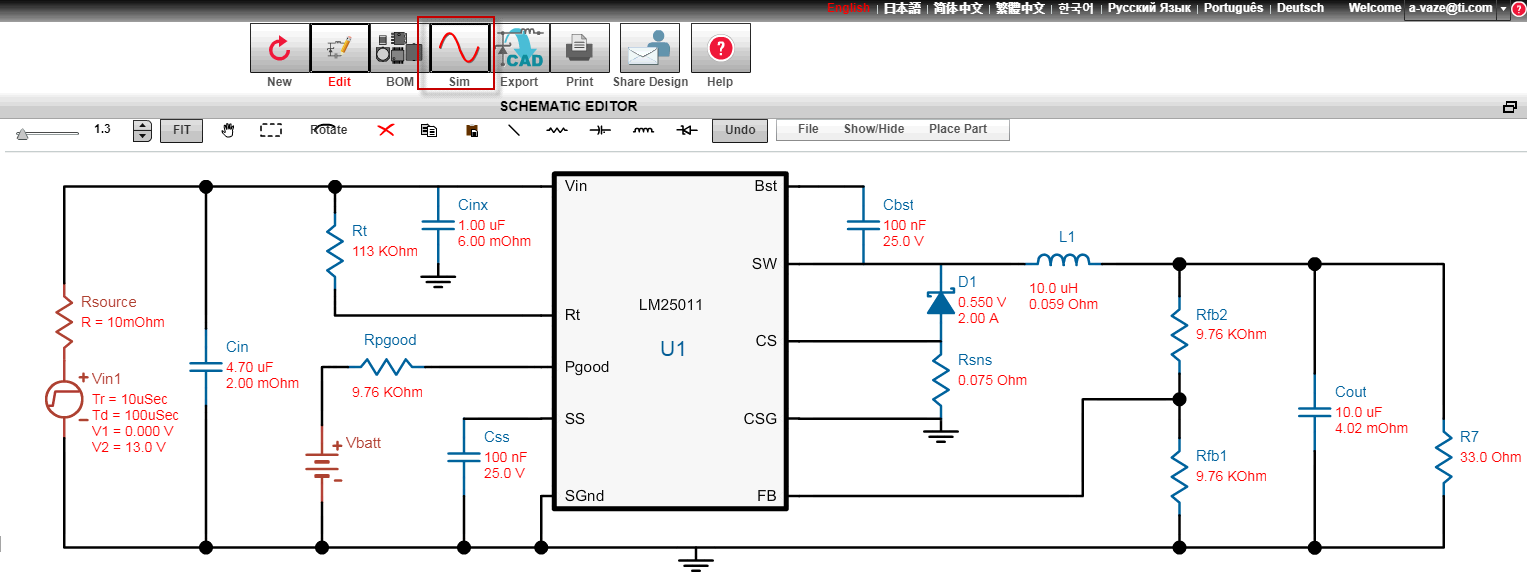 English | 日本語 | 简体中文 | 繁體中文 | 한국어 | Русский Язык | Português | Deutsch Welcome a-vaze@ti.com ?
CAD
?
New Edit BOM Sim Export Print Share Design Help
SCHEMATIC EDITOR
1.3 FIT Rotate Undo File Show/Hide Place Part
Rsource
R = 10mOhm
Vin1
Tr = 10uSec
Td = 100uSec
V1 = 0.000 V
V2 = 13.0 V
Cin
4.70 uF
2.00 mOhm
Rt
113 KOhm
Cinx
1.00 uF
6.00 mOhm
Rpgood
9.76 KOhm
Vbatt
Css
100 nF
25.0 V
Vin
Rt
Pgood
SS
SGnd
LM25011
U1
Bst
SW
CS
CSG
FB
Cbst
100 nF
25.0 V
D1
0.550 V
2.00 A
Rsns
0.075 Ohm
L1
10.0 uH
0.059 Ohm
Rfb2
9.76 KOhm
Rfb1
9.76 KOhm
Cout
10.0 uF
4.02 mOhm
R7
33.0 Ohm